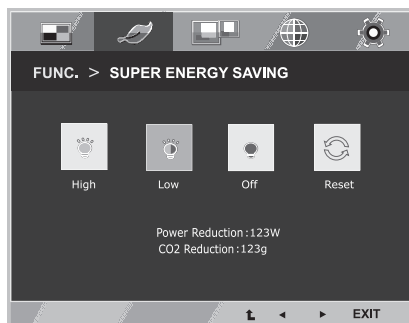 FUNC. > SUPER ENERGY SAVING
High Low Off Reset
Power Reduction : 123W
CO2 Reduction : 123g
EXIT